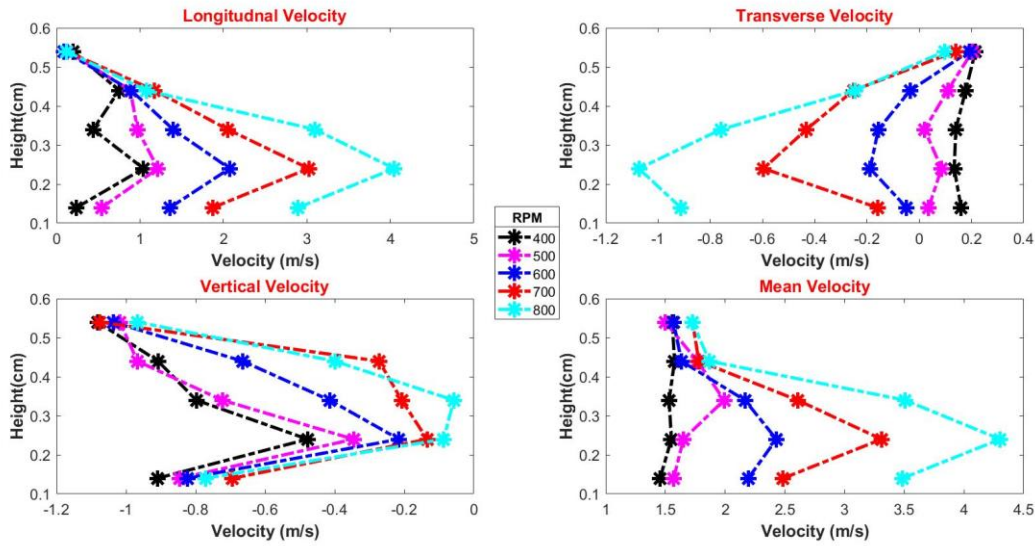 Longitudnal Velocity
Height(cm)
0.6
0.5
0.4
0.3
0.2
0.1
0 1 2 3 4 5
Velocity (m/s)
Transverse Velocity
Height(cm)
0.6
0.5
0.4
0.3
0.2
0.1
-1.2 -1 -0.8 -0.6 -0.4 -0.2 0 0.2 0.4
Velocity (m/s)
RPM
400
500
600
700
800
Vertical Velocity
Height(cm)
0.6
0.5
0.4
0.3
0.2
0.1
-1.2 -1 -0.8 -0.6 -0.4 -0.2 0
Velocity (m/s)
Mean Velocity
Height(cm)
0.6
0.5
0.4
0.3
0.2
0.1
1 1.5 2 2.5 3 3.5 4 4.5
Velocity (m/s)